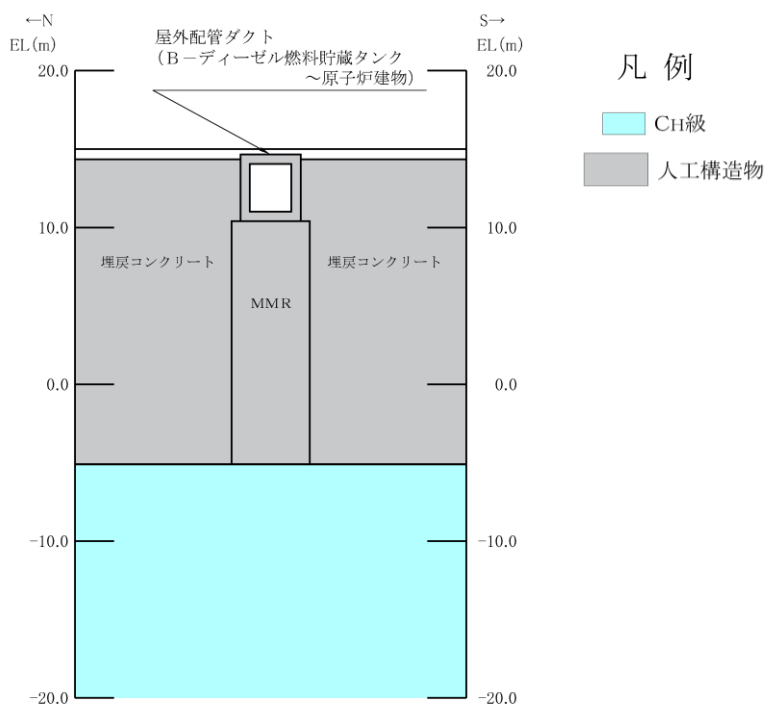 ←N
EL(m)
S→
EL(m)
屋外配管ダクト
(B-ディーゼル燃料貯蔵タンク
~原子炉建物)
凡 例
CH級
人工構造物
20.0
20.0
10.0
10.0
埋戻コンクリート
埋戻コンクリート
MMR
0.0
0.0
-10.0
-10.0
-20.0
-20.0